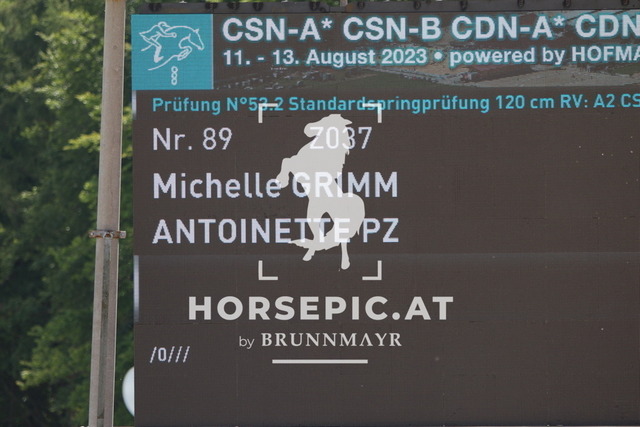 CSN-A* CSN-B CDN-A* CDN
11. - 13. August 2023 • powered by HOFMA
Prüfung N°53.2 Standardspringprüfung 120 cm RV: A2 CS
Nr. 89 Z037
Michelle GRIMM
ANTOINETTE PZ
HORSEPIC.AT
by BRUNNMAYR
/0///